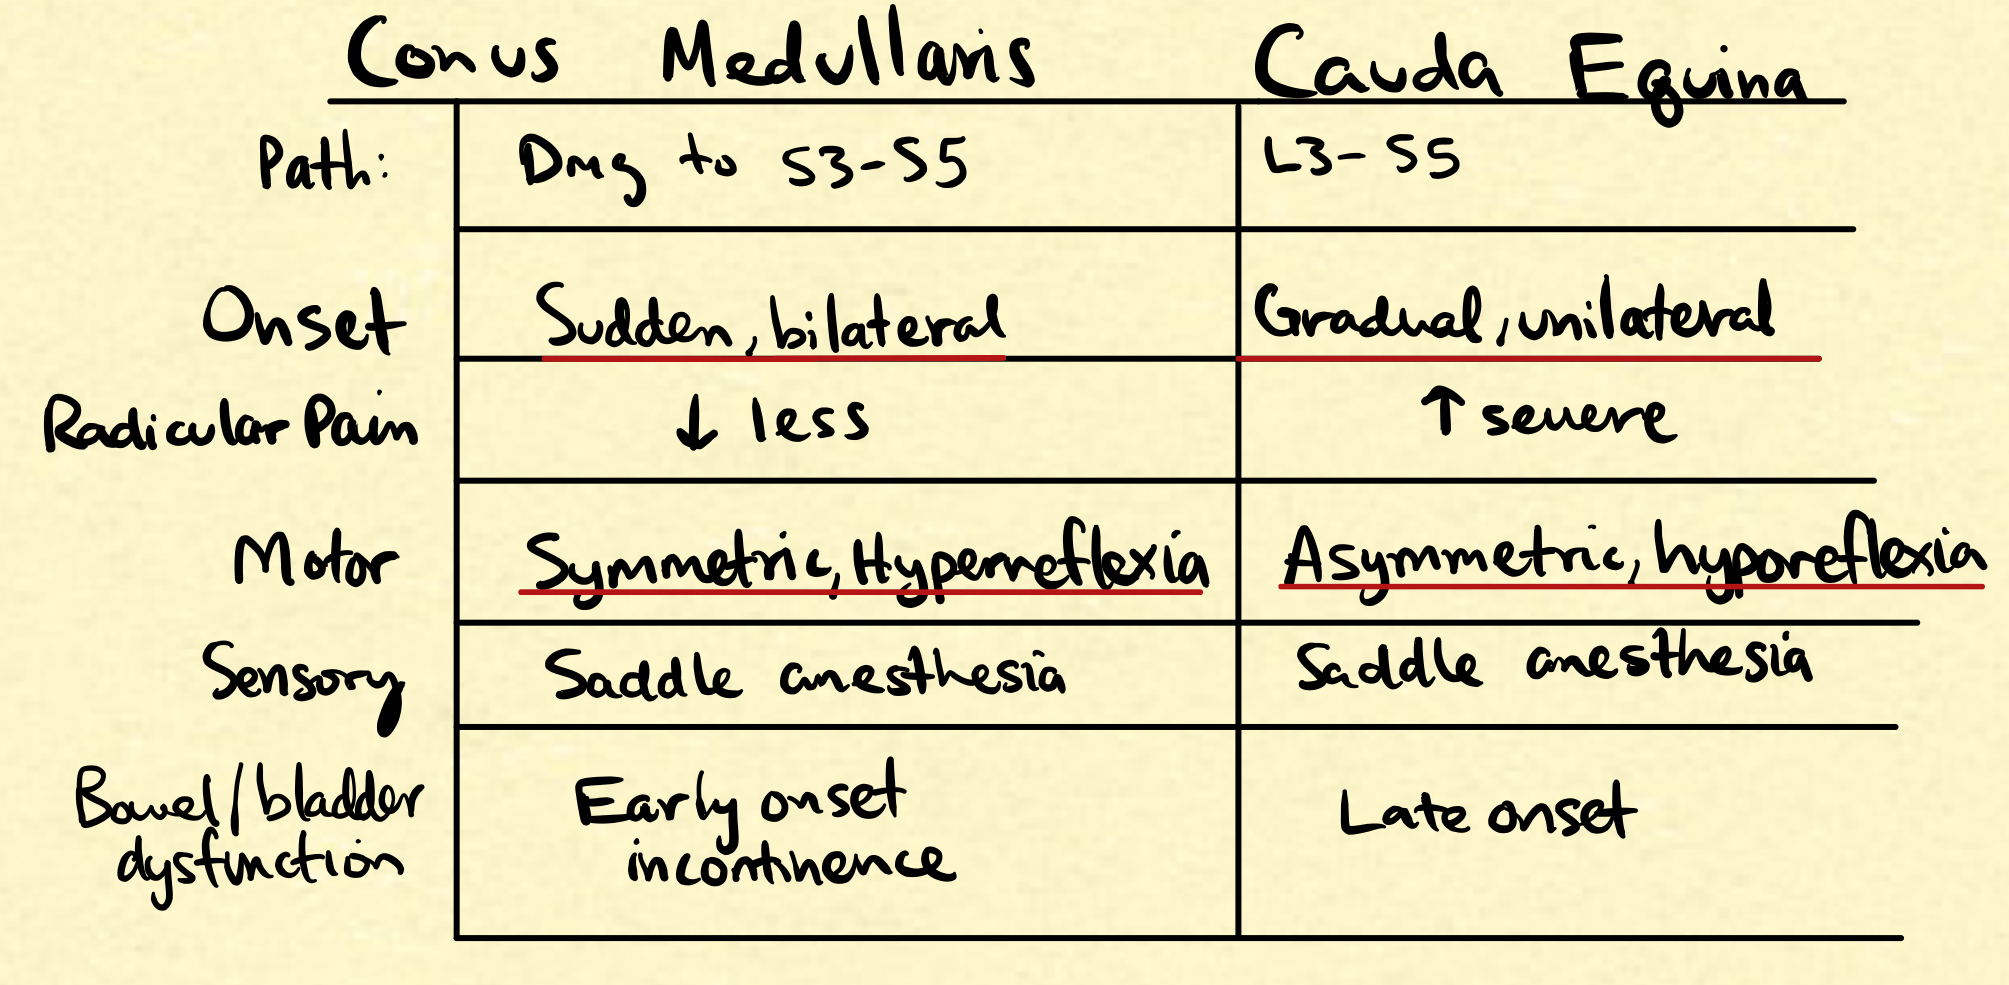 Conus Medullaris Cauda Equina
Path: Dmg to S3-S5 L3-S5
Onset Sudden, bilateral Gradual, unilateral
Radicular Pain ↓ less ↑ severe
Motor Symmetric, Hyperreflexia Asymmetric, hyporeflexia
Sensory Saddle anesthesia Saddle anesthesia
Bowel/bladder Early onset Late onset
dysfunction incontinence